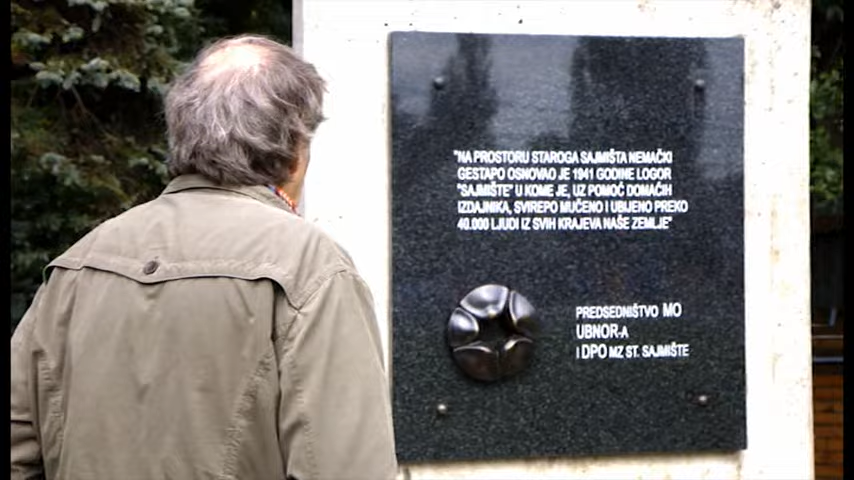 "NA PROSTORU STAROGA SAJMIŠTA NEMAČKI
GESTAPO OSNOVAO JE 1941 GODINE LOGOR
"SAJMIŠTE" U KOME JE, UZ POMOĆ DOMAĆIH
IZDAJNIKA, SVIREPO MUČENO I UBIJENO PREKO
40.000 LJUDI IZ SVIH KRAJEVA NAŠE ZEMLJE"
PREDSEDNIŠTVO MO
UBNOR-A
I DPO MZ ST. SAJMIŠTE